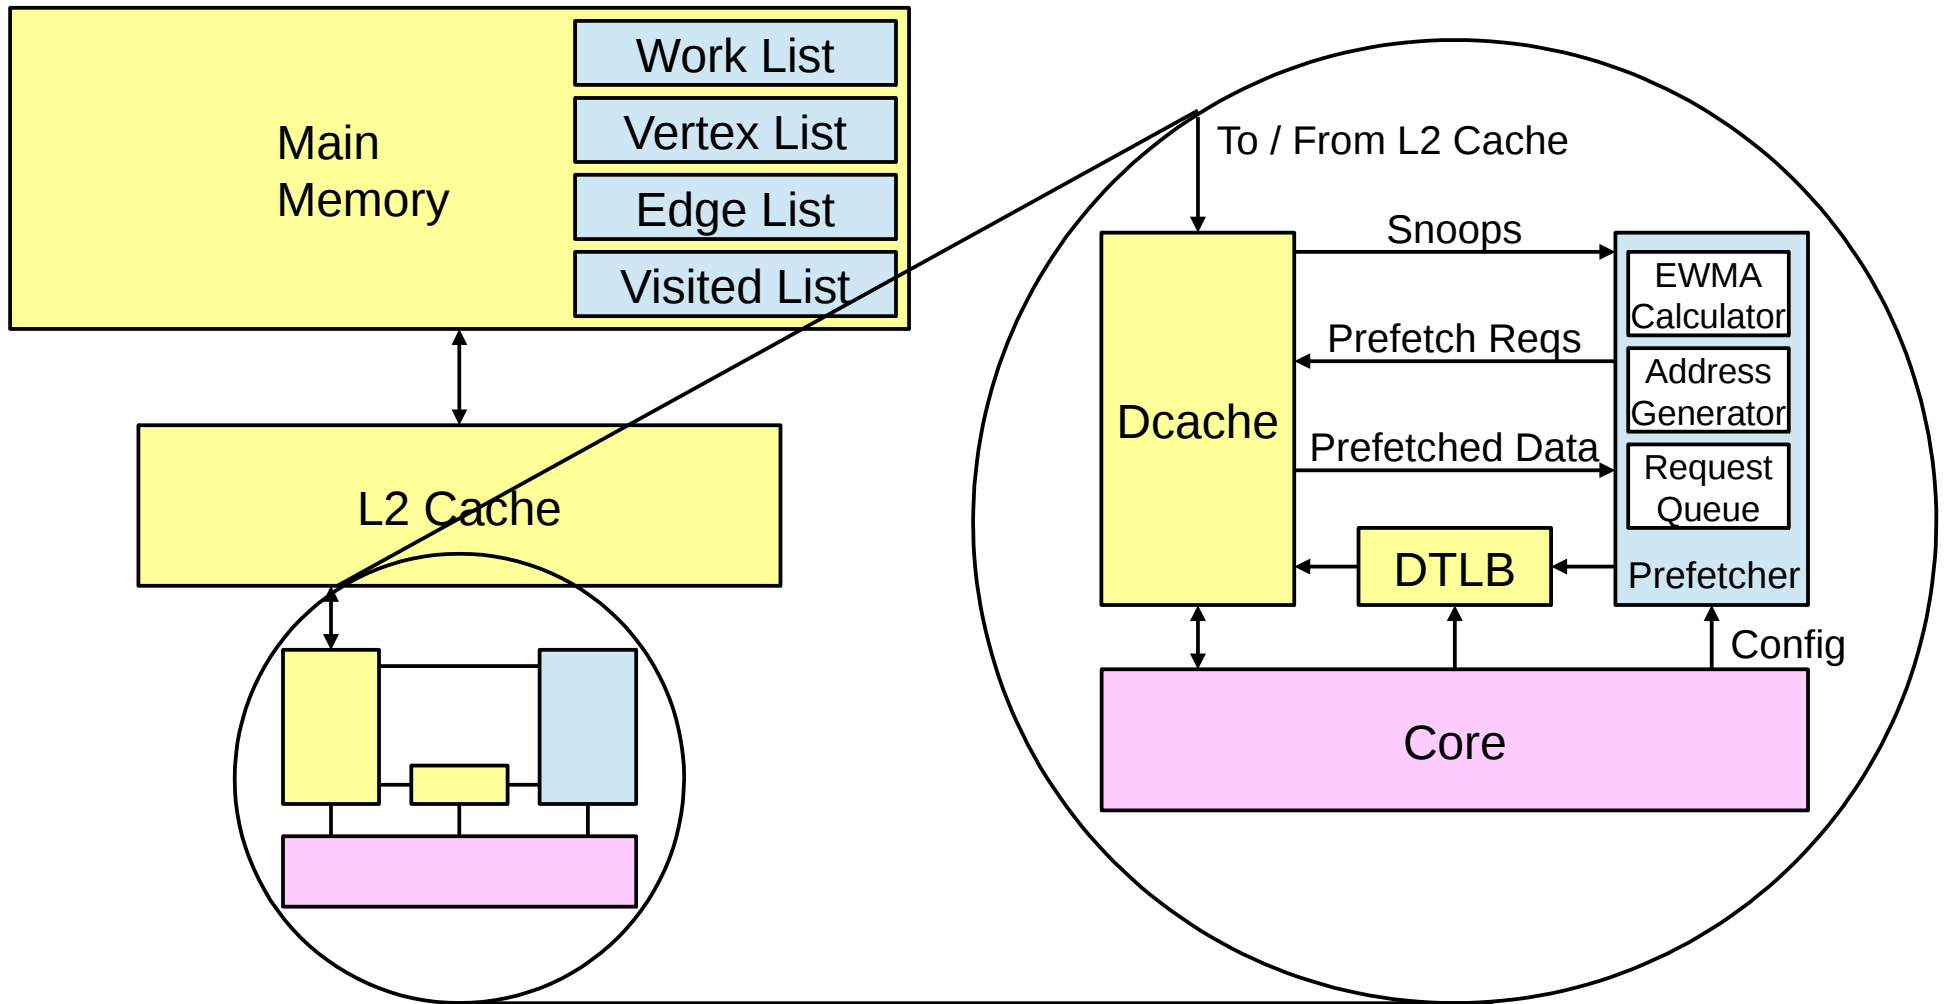 Work List
Vertex List
Edge List
Visited List
Main
Memory
L2 Cache
To / From L2 Cache
Snoops
Prefetch Reqs
Prefetched Data
Dcache
DTLB
EWMA
Calculator
Address
Generator
Request
Queue
Prefetcher
Config
Core